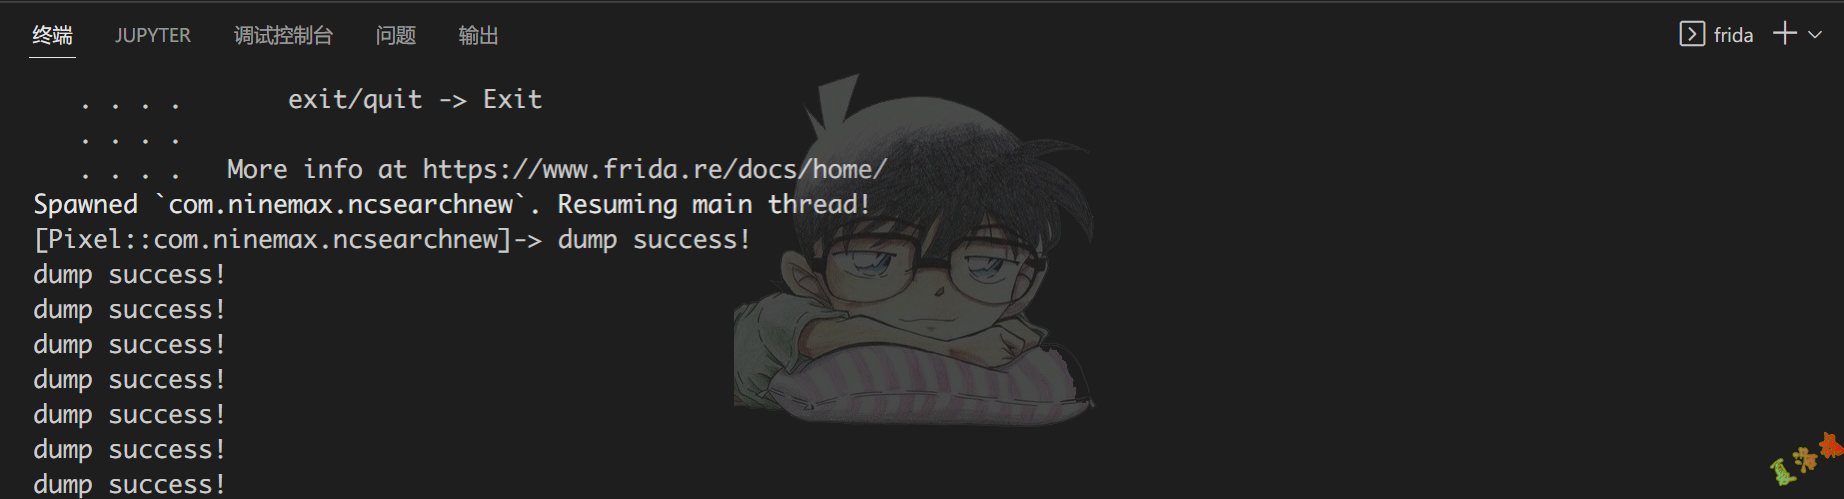 终端 JUPYTER 调试控制台 问题 输出 frida
. . . . exit/quit -> Exit
. . . .
. . . . More info at https://www.frida.re/docs/home/
Spawned `com.ninemax.ncsearchnew`. Resuming main thread!
[Pixel::com.ninemax.ncsearchnew]-> dump success!
dump success!
dump success!
dump success!
dump success!
dump success!
dump success!
dump success!